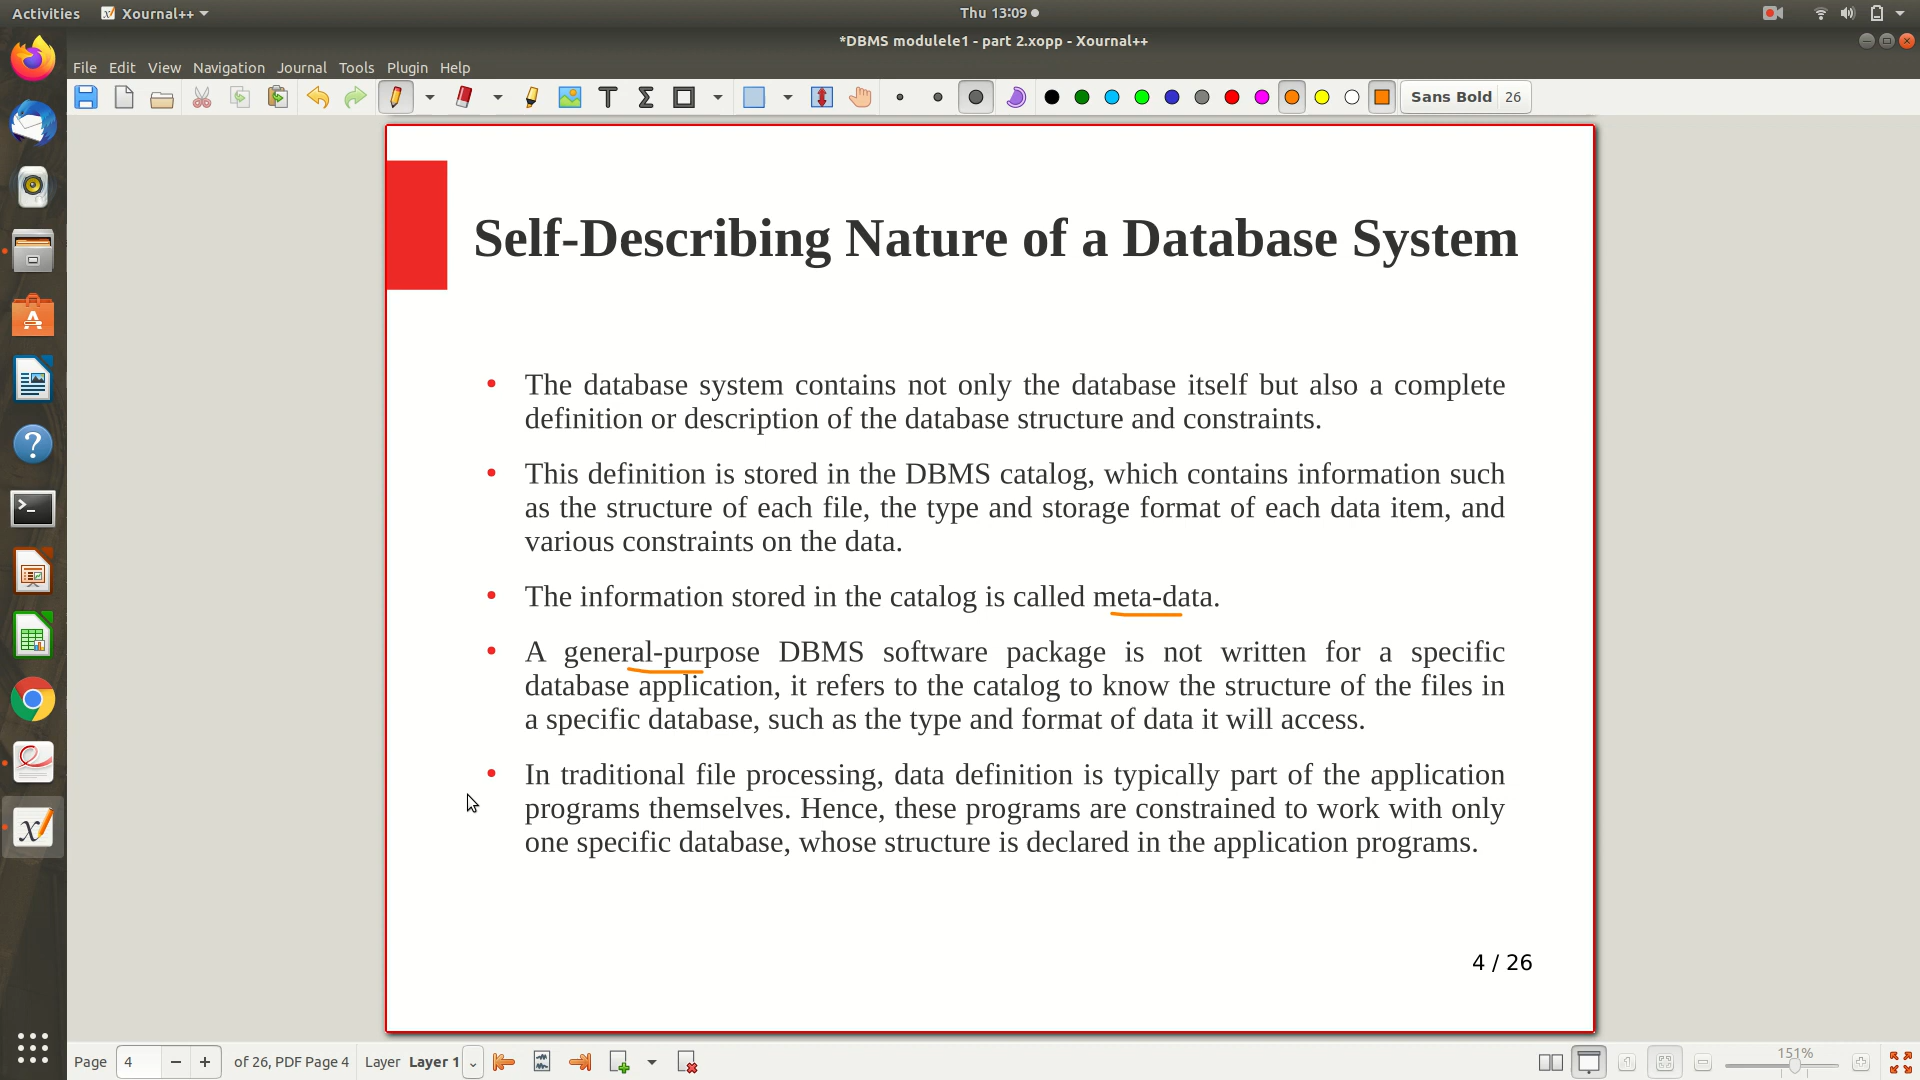 Activities Xournal++ Thu 13:09
*DBMS modulele1 - part 2.xopp - Xournal++
File Edit View Navigation Journal Tools Plugin Help
Sans Bold 26
Self-Describing Nature of a Database System
• The database system contains not only the database itself but also a complete
definition or description of the database structure and constraints.
• This definition is stored in the DBMS catalog, which contains information such
as the structure of each file, the type and storage format of each data item, and
various constraints on the data.
• The information stored in the catalog is called meta-data.
• A general-purpose DBMS software package is not written for a specific
database application, it refers to the catalog to know the structure of the files in
a specific database, such as the type and format of data it will access.
• In traditional file processing, data definition is typically part of the application
programs themselves. Hence, these programs are constrained to work with only
one specific database, whose structure is declared in the application programs.
4 / 26
Page 4 − + of 26, PDF Page 4 Layer Layer 1 151%